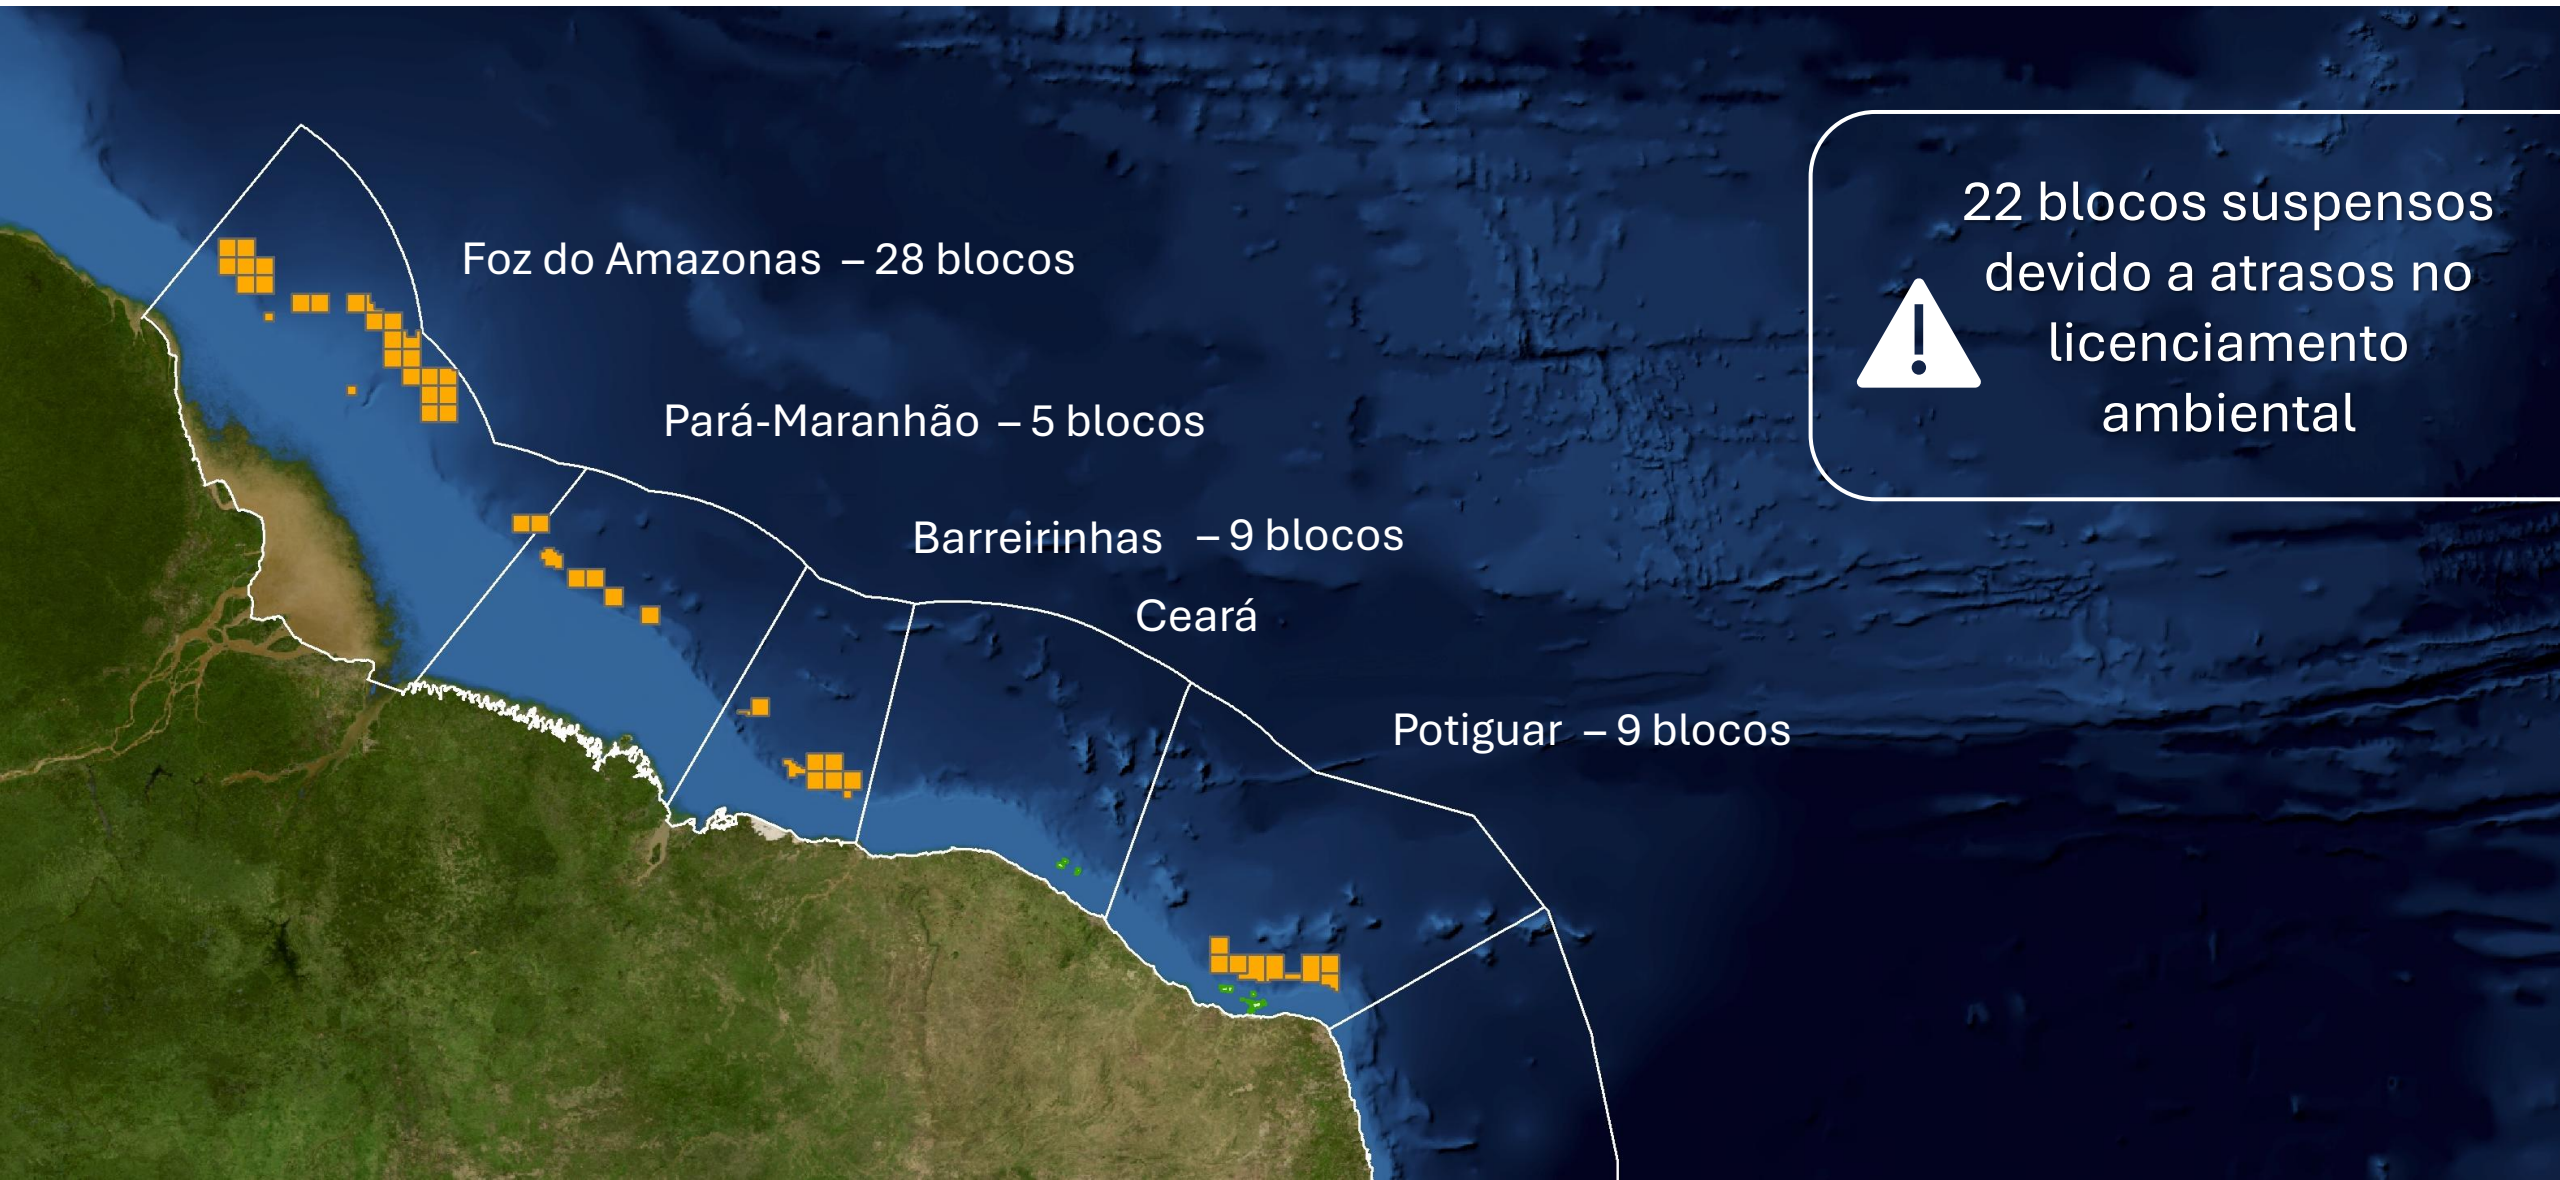 22 blocos suspensos
devido a atrasos no
licenciamento
ambiental
Foz do Amazonas – 28 blocos
Pará-Maranhão – 5 blocos
Barreirinhas – 9 blocos
Ceará
Potiguar – 9 blocos